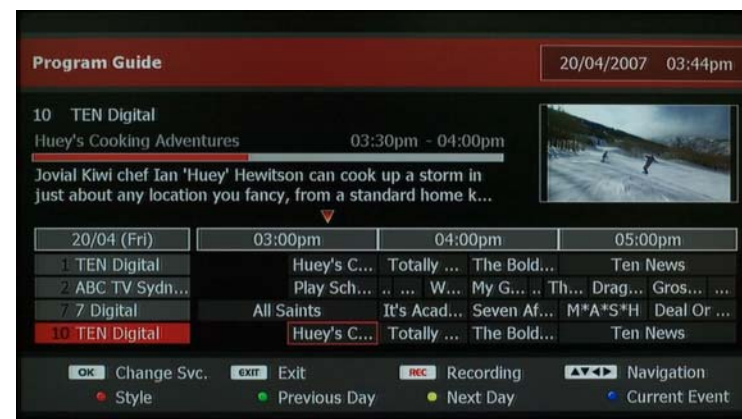 Program Guide
20/04/2007 03:44pm
10 TEN Digital
Huey's Cooking Adventures 03:30pm - 04:00pm
Jovial Kiwi chef Ian 'Huey' Hewitson can cook up a storm in
just about any location you fancy, from a standard home k...
20/04 (Fri) 03:00pm 04:00pm 05:00pm
1 TEN Digital Huey's C... Totally ... The Bold... Ten News
2 ABC TV Sydn... Play Sch... .. ... W... My G... .. Th... Drag... Gros... ...
7 7 Digital All Saints It's Acad... Seven Af... M*A*S*H Deal Or ...
10 TEN Digital Huey's C... Totally ... The Bold... Ten News
OK Change Svc. EXIT Exit REC Recording ▲▼◀▶ Navigation
Style Previous Day Next Day Current Event